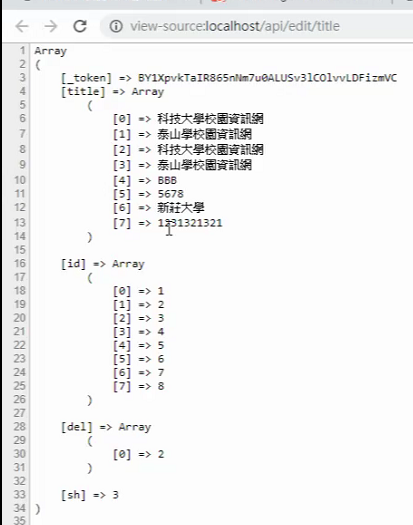 view-source:localhost/api/edit/title
1 Array
2 (
3 [_token] => BY1XpvkTaIR865nNm7u0ALUSv3lCOlvvLDFizmVC
4 [title] => Array
5 (
6 [0] => 科技大學校園資訊網
7 [1] => 泰山學校園資訊網
8 [2] => 科技大學校園資訊網
9 [3] => 泰山學校園資訊網
10 [4] => BBB
11 [5] => 5678
12 [6] => 新莊大學
13 [7] => 1231321321
14 )
15
16 [id] => Array
17 (
18 [0] => 1
19 [1] => 2
20 [2] => 3
21 [3] => 4
22 [4] => 5
23 [5] => 6
24 [6] => 7
25 [7] => 8
26 )
27
28 [del] => Array
29 (
30 [0] => 2
31 )
32
33 [sh] => 3
34 )
35